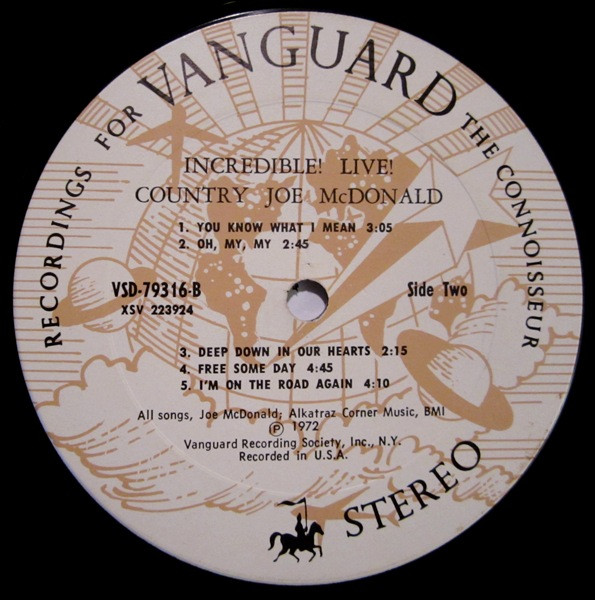 RECORDINGS FOR VANGUARD THE CONNOISSEUR
INCREDIBLE! LIVE!
COUNTRY JOE McDONALD
1. YOU KNOW WHAT I MEAN 3:05
2. OH, MY, MY 2:45
VSD-79316-B Side Two
XSV 223924
3. DEEP DOWN IN OUR HEARTS 2:15
4. FREE SOME DAY 4:45
5. I'M ON THE ROAD AGAIN 4:10
All songs, Joe McDonald; Alkatraz Corner Music, BMI
℗ 1972
Vanguard Recording Society, Inc., N.Y.
Recorded in U.S.A.
STEREO